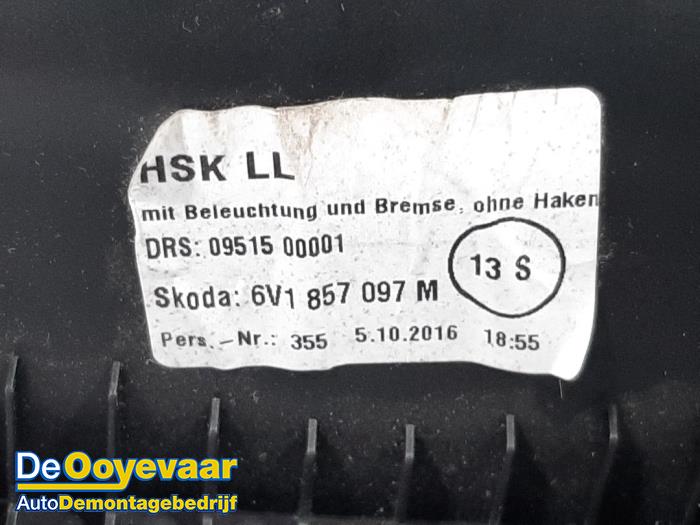 HSK LL
mit Beleuchtung und Bremse, ohne Haken
DRS: 09515 00001
13 S
Skoda: 6V1 857 097 M
Pers.-Nr.: 355 5.10.2016 18:55
De Ooyevaar
AutoDemontagebedrijf